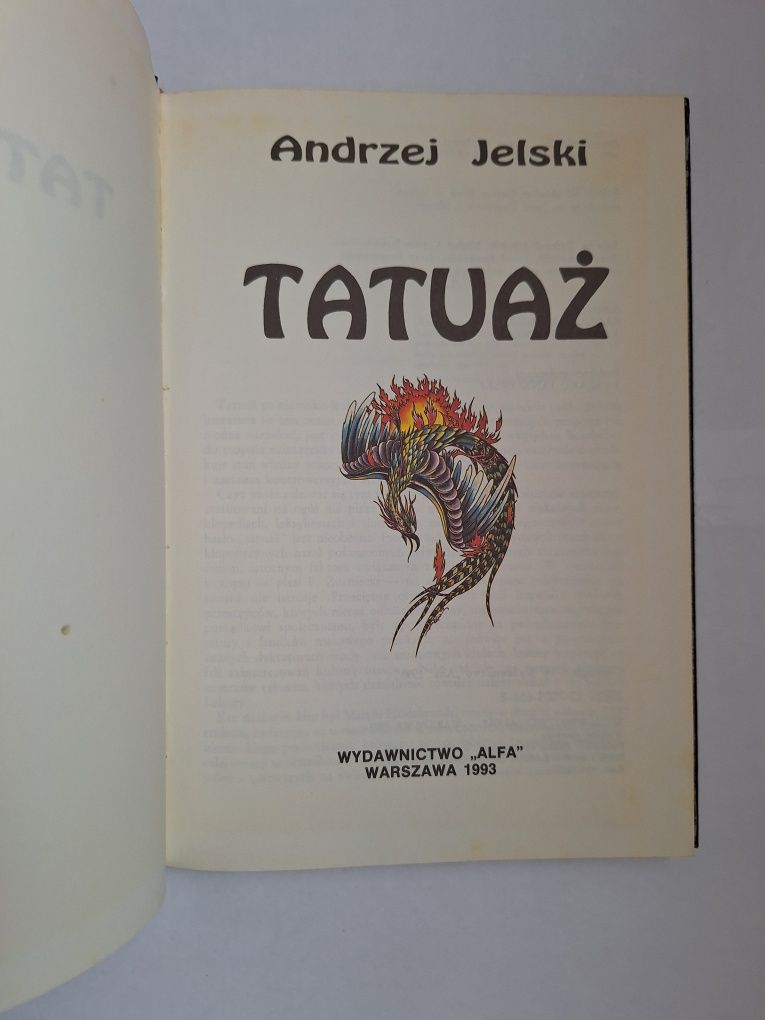 Andrzej Jelski
TATUAŻ
WYDAWNICTWO „ALFA”
WARSZAWA 1993